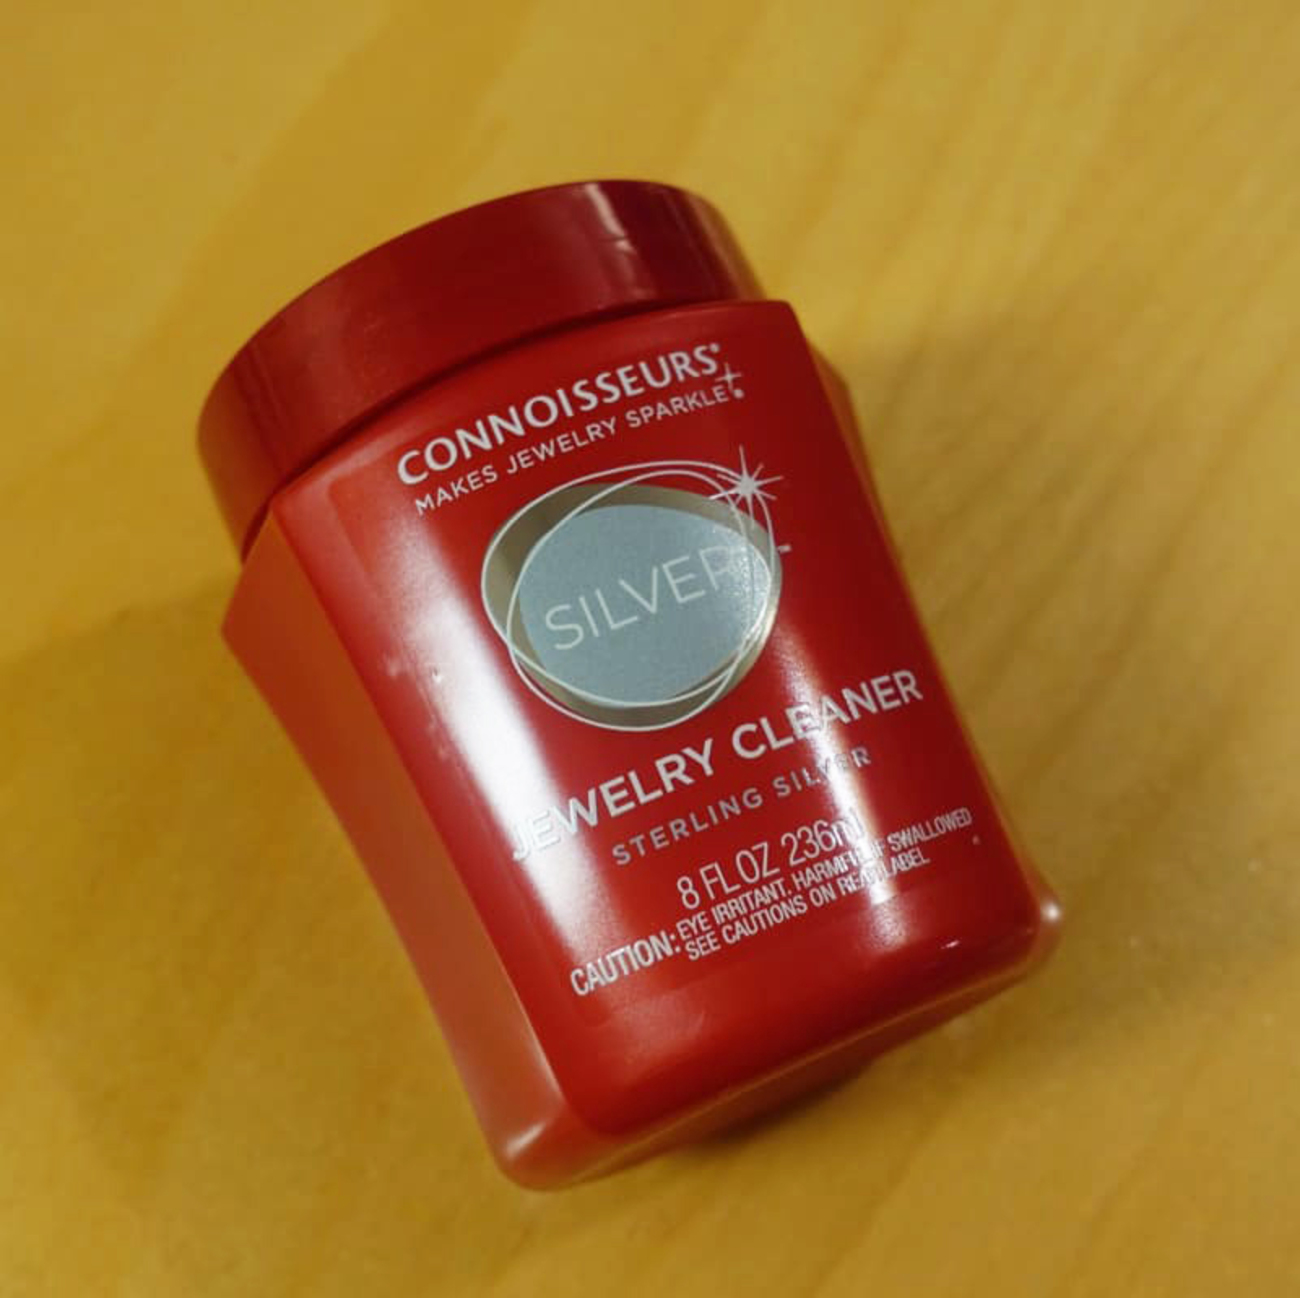 CONNOISSEURS®
MAKES JEWELRY SPARKLE
SILVER
JEWELRY CLEANER
STERLING SILVER
8 FL OZ 236ml
CAUTION: EYE IRRITANT. HARMFUL IF SWALLOWED
SEE CAUTIONS ON REAR LABEL